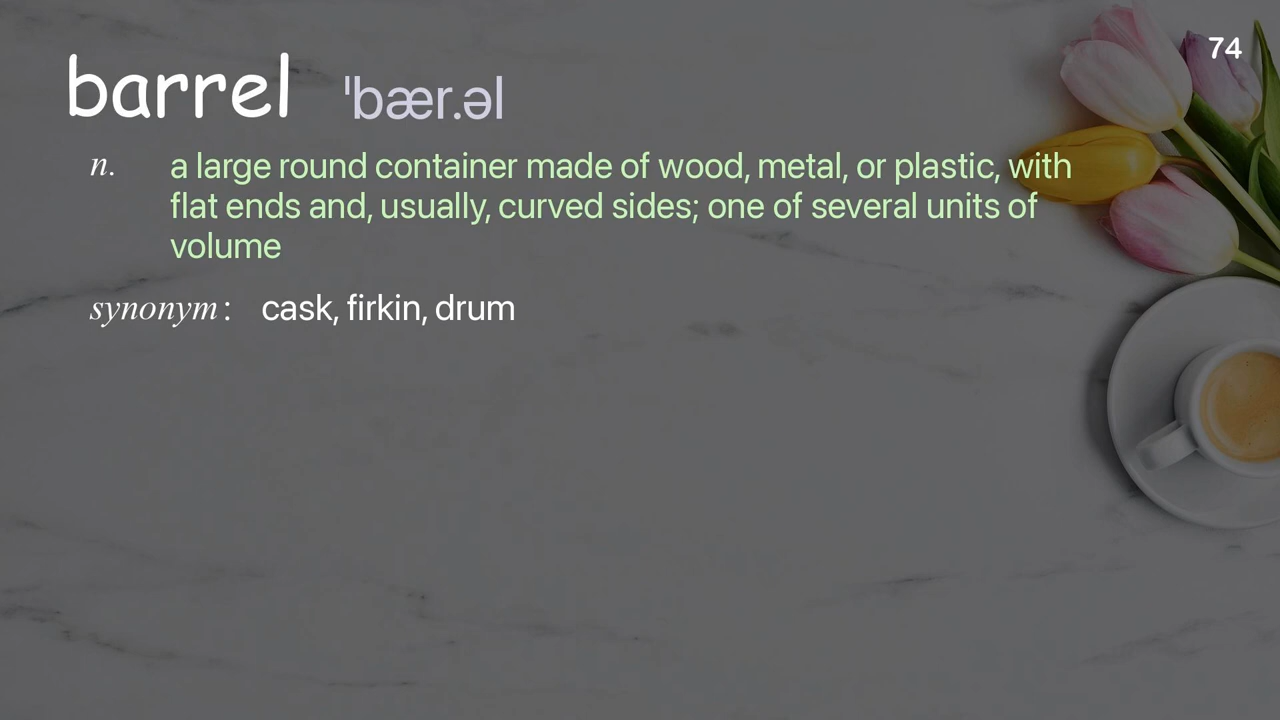 74
barrel ˈbær.əl
n. a large round container made of wood, metal, or plastic, with
flat ends and, usually, curved sides; one of several units of
volume
synonym: cask, firkin, drum